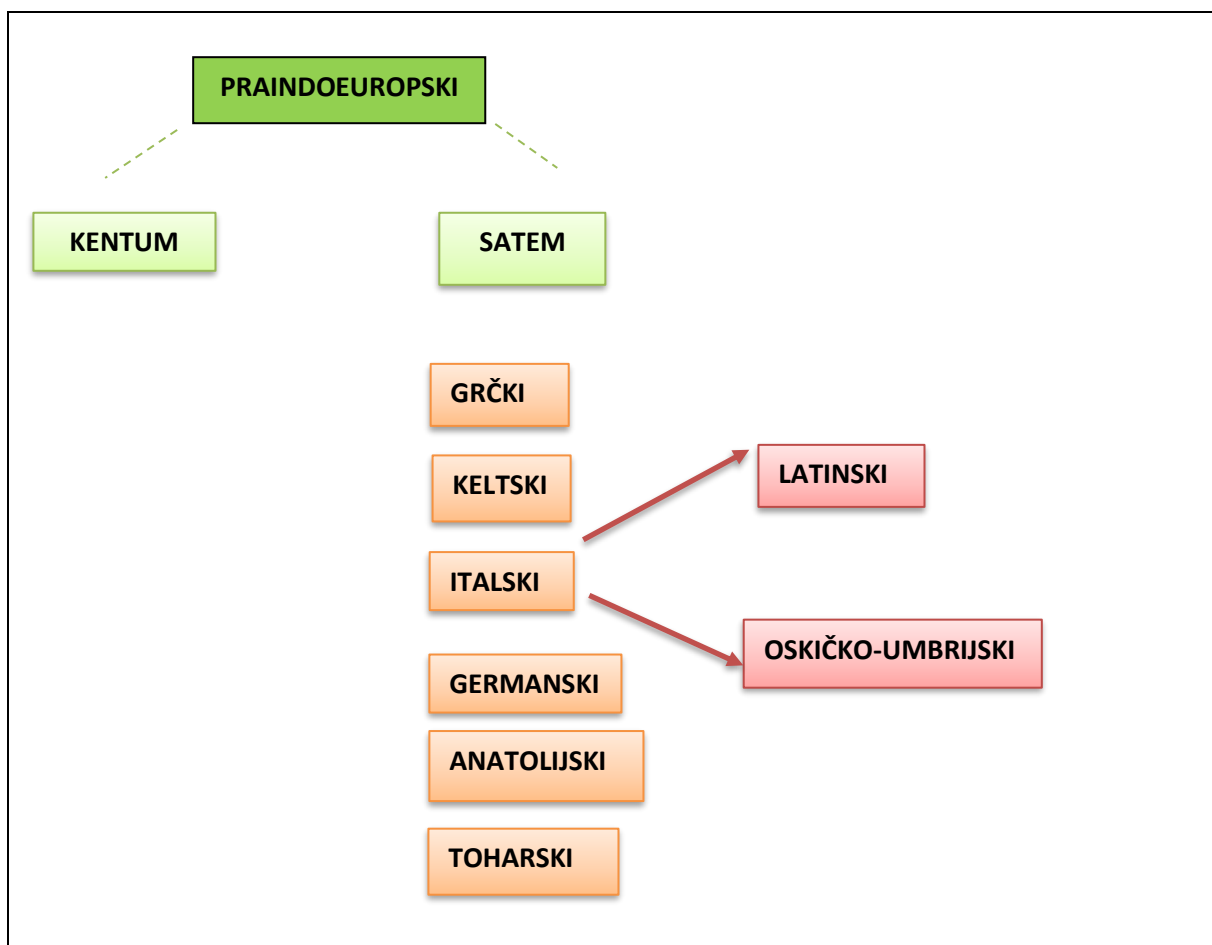 PRAINDOEUROPSKI
KENTUM
SATEM
GRČKI
KELTSKI
LATINSKI
ITALSKI
OSKIČKO-UMBRIJSKI
GERMANSKI
ANATOLIJSKI
TOHARSKI